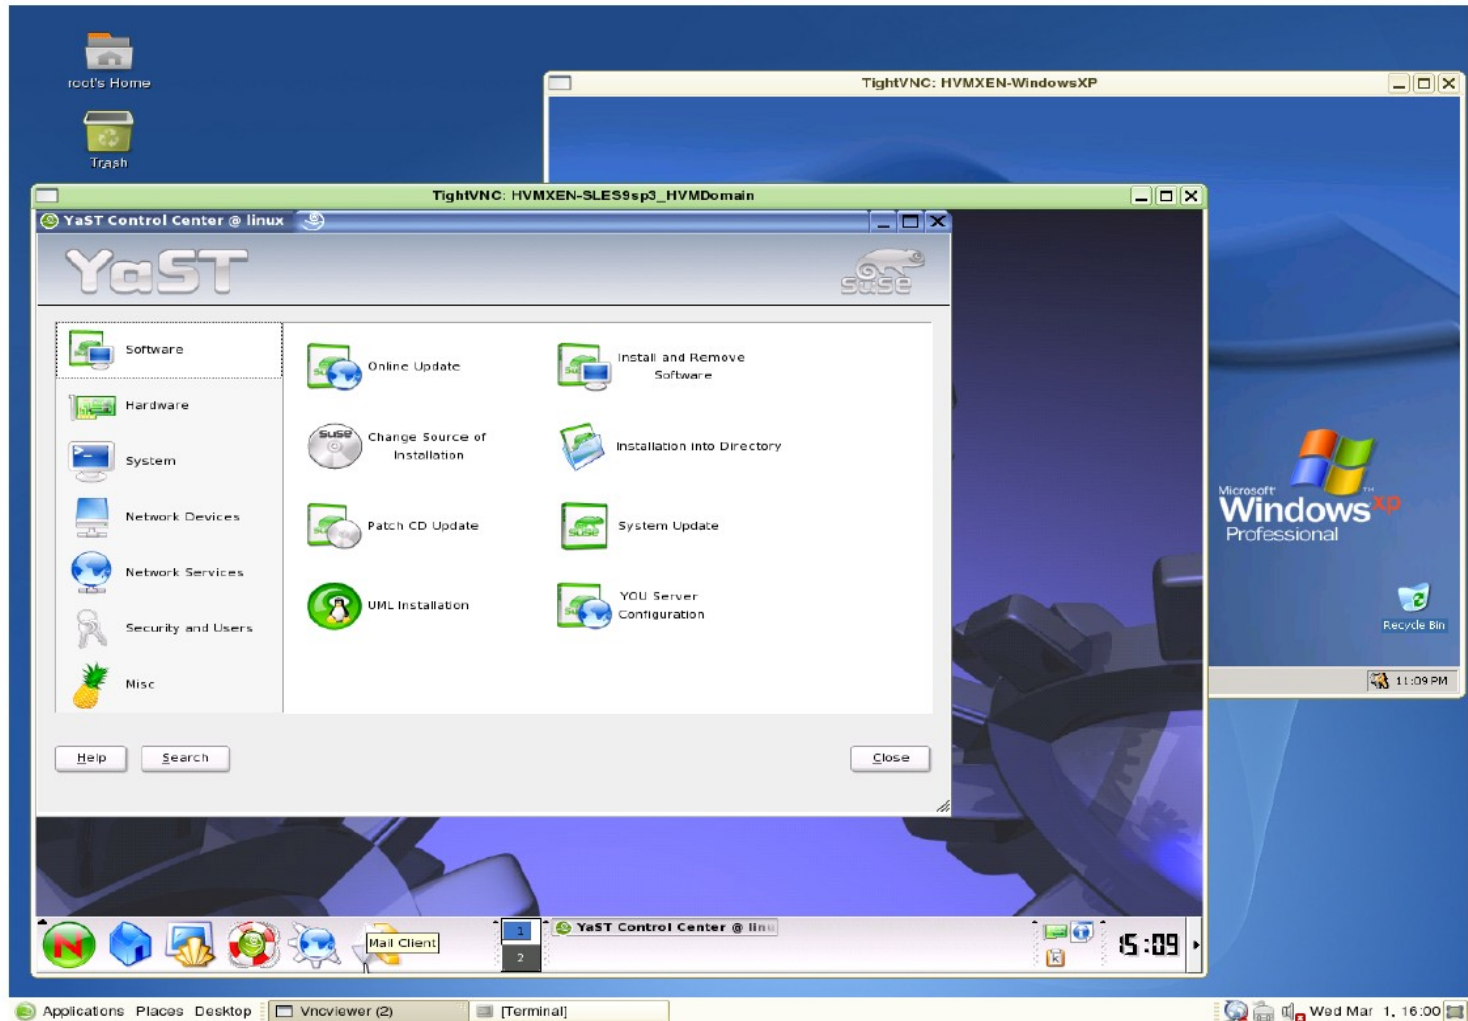 root's Home
Trash
TightVNC: HVMXEN-WindowsXP
TightVNC: HVMXEN-SLES9sp3_HVMDomain
YaST Control Center @ linux
YaST
SUSE
Software
Hardware
System
Network Devices
Network Services
Security and Users
Misc
Online Update
Install and Remove
Software
Change Source of
Installation
Installation into Directory
Patch CD Update
System Update
UML Installation
YOU Server
Configuration
Help
Search
Close
Microsoft
Windows xp
Professional
Recycle Bin
11:09 PM
N
Mail Client
1
2
YaST Control Center @ linu
15:09
Applications Places Desktop
Vncviewer (2)
[Terminal]
Wed Mar 1, 16:00